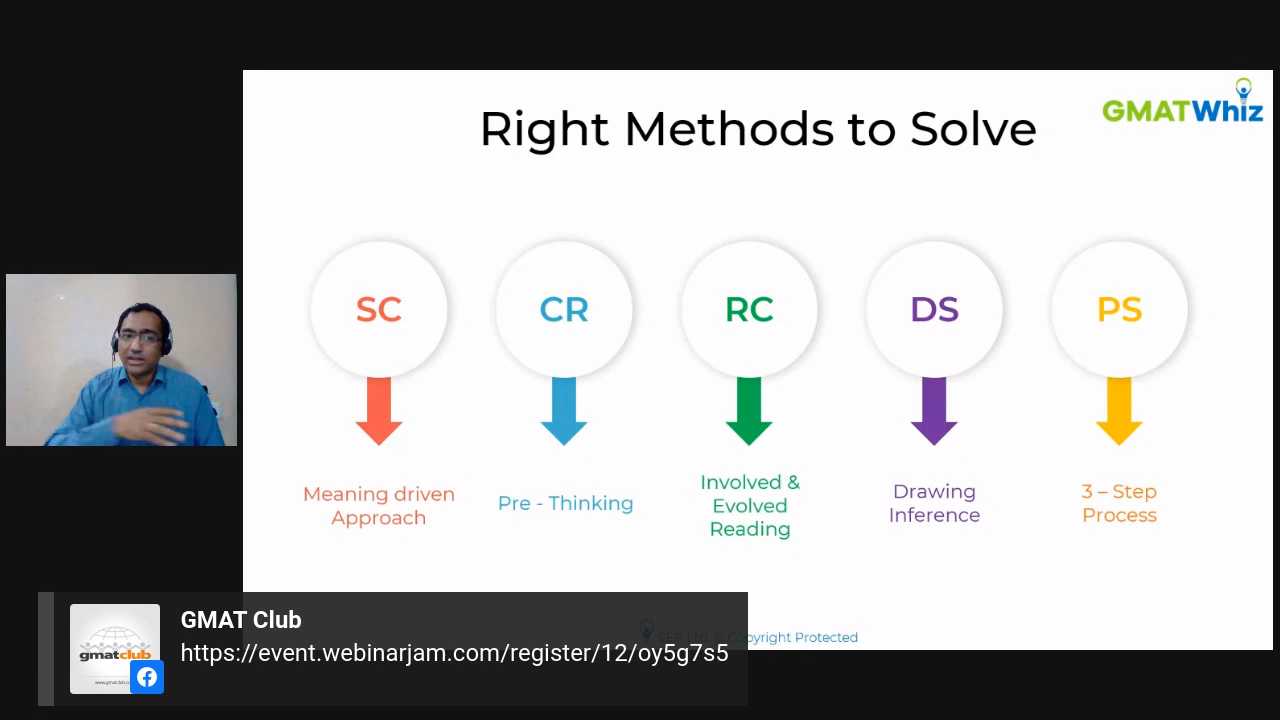 Right Methods to Solve
GMATWhiz
SC
CR
RC
DS
PS
Meaning driven
Approach
Pre - Thinking
Involved &
Evolved
Reading
Drawing
Inference
3 – Step
Process
GMAT Club
https://event.webinarjam.com/register/12/oy5g7s5
gmatclub
Copyright Protected